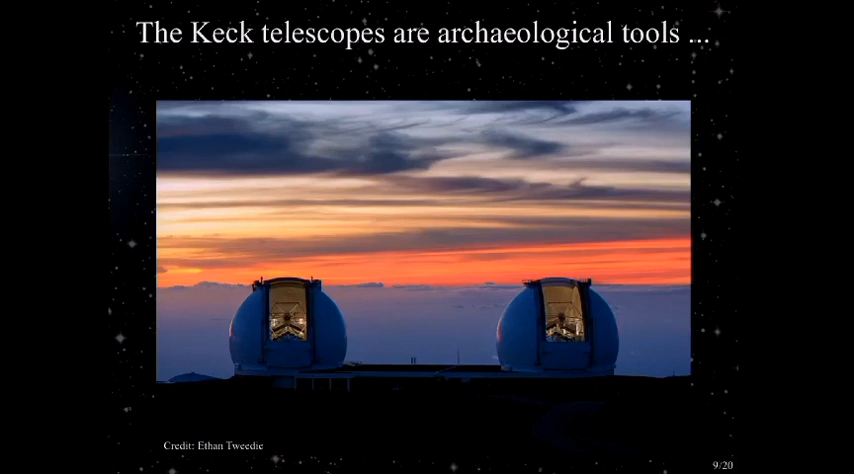 The Keck telescopes are archaeological tools ...
Credit: Ethan Tweedie
9/20